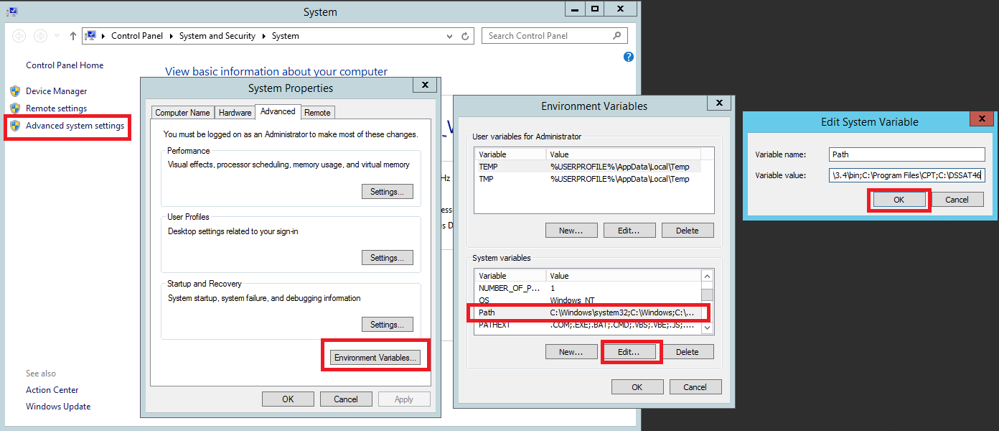 System
Control Panel System and Security System
Search Control Panel
Control Panel Home
Device Manager
Remote settings
Advanced system settings
See also
Action Center
Windows Update
View basic information about your computer
System Properties
Computer Name Hardware Advanced Remote
You must be logged on as an Administrator to make most of these changes.
Performance
Visual effects, processor scheduling, memory usage, and virtual memory
Settings...
User Profiles
Desktop settings related to your sign-in
Settings...
Startup and Recovery
System startup, system failure, and debugging information
Settings...
Environment Variables...
OK Cancel Apply
Hz
Environment Variables
User variables for Administrator
Variable Value
TEMP %USERPROFILE%\AppData\Local\Temp
TMP %USERPROFILE%\AppData\Local\Temp
New... Edit... Delete
System variables
Variable Value
NUMBER_OF_P... 1
OS Windows_NT
Path C:\Windows\system32;C:\Windows;C:\...
PATHEXT .COM;.EXE;.BAT;.CMD;.VBS;.VBE;.JS;....
New... Edit... Delete
OK Cancel
Edit System Variable
Variable name: Path
Variable value: \3.4\bin;C:\Program Files\CPT;C:\DSSAT46
OK Cancel